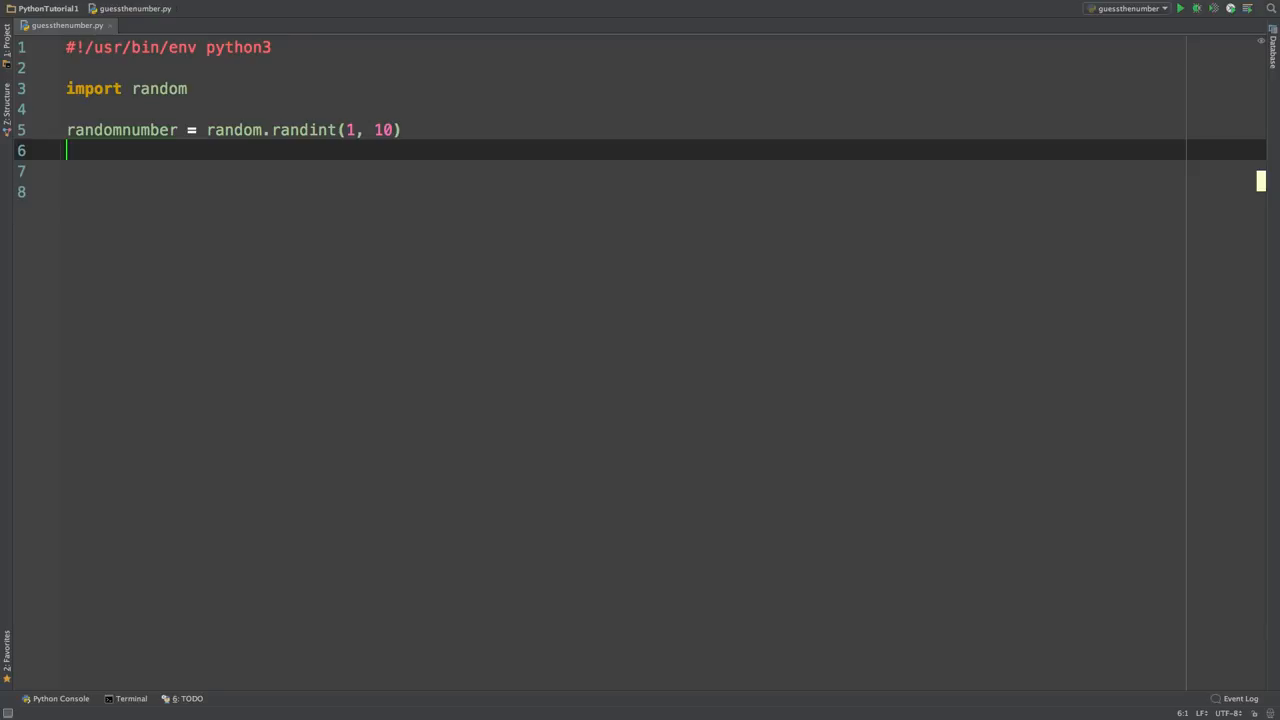 PythonTutorial1 guessthenumber.py guessthenumber
guessthenumber.py
1: Project
Z: Structure
2: Favorites
Database
1 #!/usr/bin/env python3
2
3 import random
4
5 randomnumber = random.randint(1, 10)
6
7
8
Python Console Terminal 6: TODO Event Log
6:1 LF÷ UTF-8÷